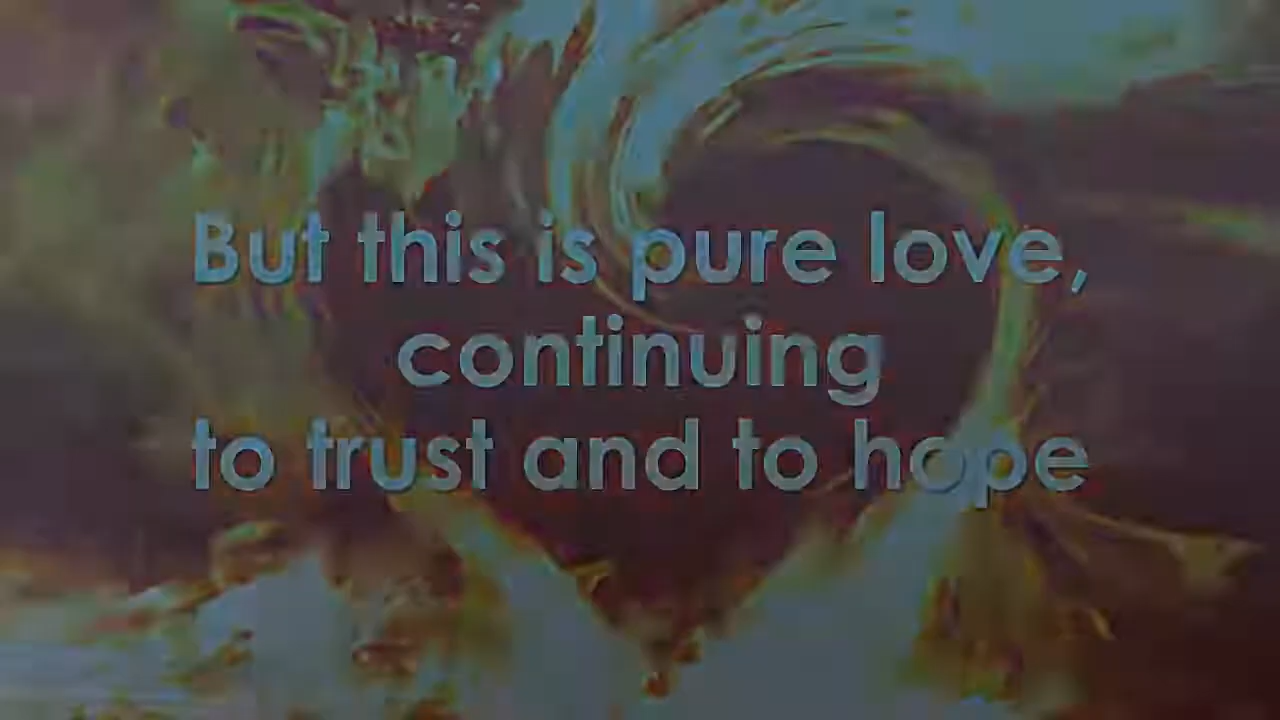 But this is pure love,
continuing
to trust and to hope